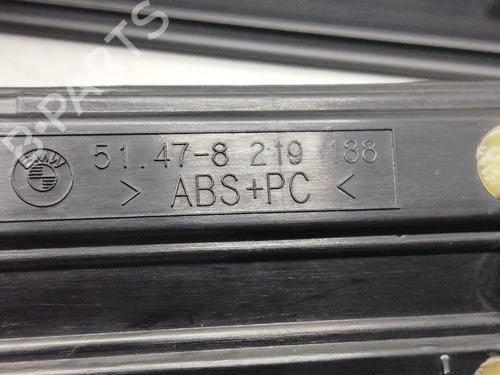 B-PARTS
BMW
51.47-8 219 188
> ABS+PC <